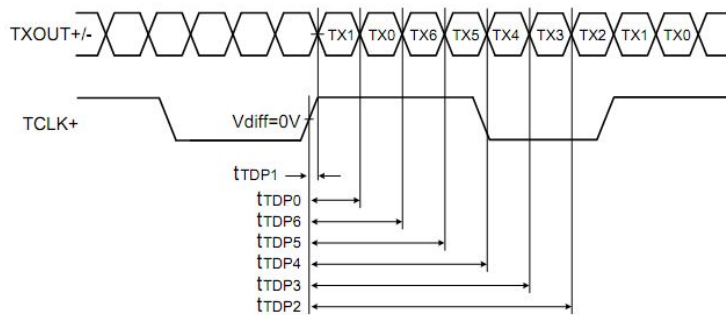 TXOUT+/- TX1 TX0 TX6 TX5 TX4 TX3 TX2 TX1 TX0
TCLK+ Vdiff=0V
tTDP1
tTDP0
tTDP6
tTDP5
tTDP4
tTDP3
tTDP2